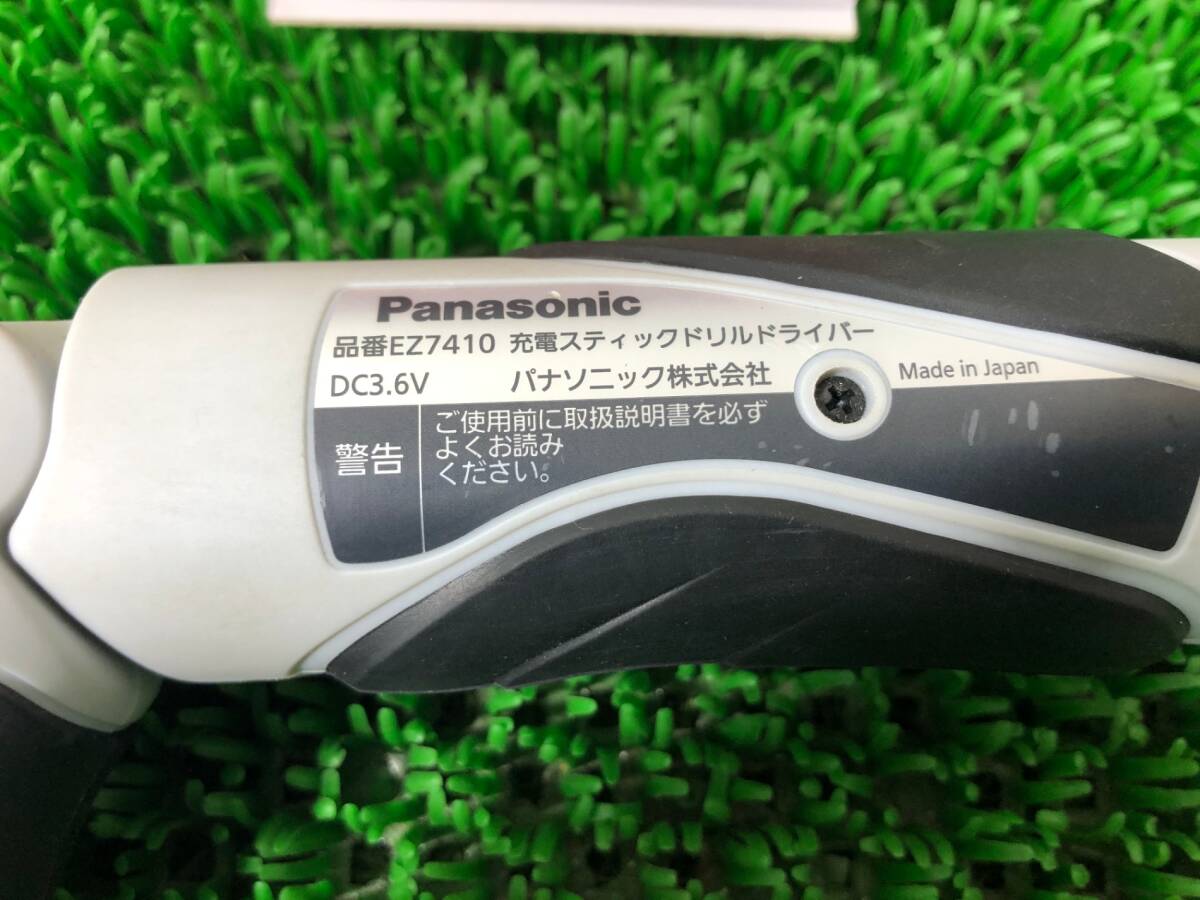 Panasonic
品番EZ7410 充電スティックドリルドライバー
DC3.6V パナソニック株式会社 Made in Japan
警告
ご使用前に取扱説明書を必ず
よくお読み
ください。